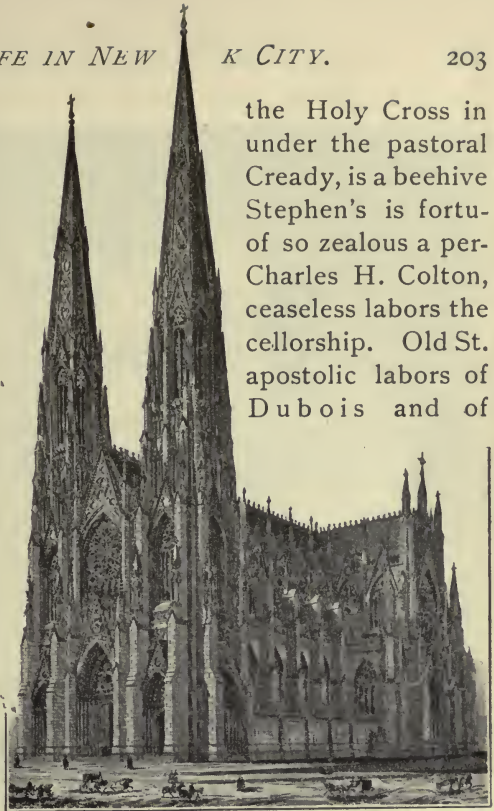 FE IN NEW K CITY. 203
the Holy Cross in
under the pastoral
Cready, is a beehive
Stephen's is fortu-
of so zealous a per-
Charles H. Colton,
ceaseless labors the
cellorship. Old St.
apostolic labors of
Dubois and of